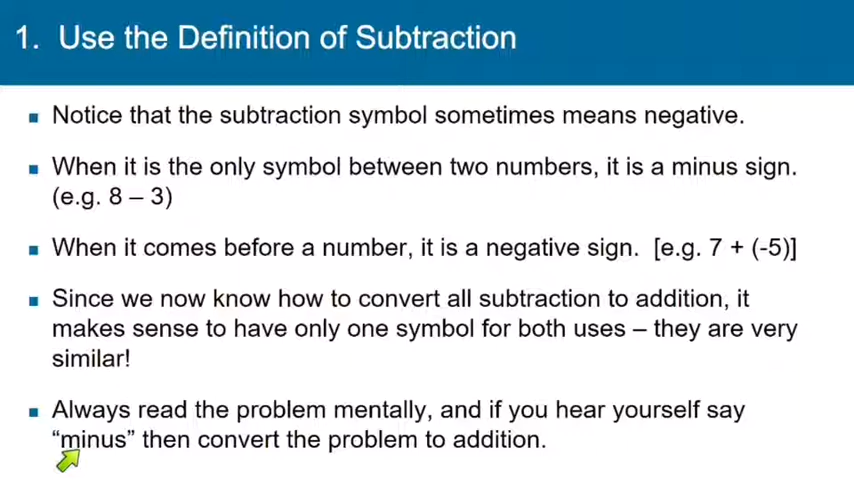 1. Use the Definition of Subtraction
▪ Notice that the subtraction symbol sometimes means negative.
▪ When it is the only symbol between two numbers, it is a minus sign.
(e.g. 8 – 3)
▪ When it comes before a number, it is a negative sign. [e.g. 7 + (-5)]
▪ Since we now know how to convert all subtraction to addition, it
makes sense to have only one symbol for both uses – they are very
similar!
▪ Always read the problem mentally, and if you hear yourself say
“minus” then convert the problem to addition.